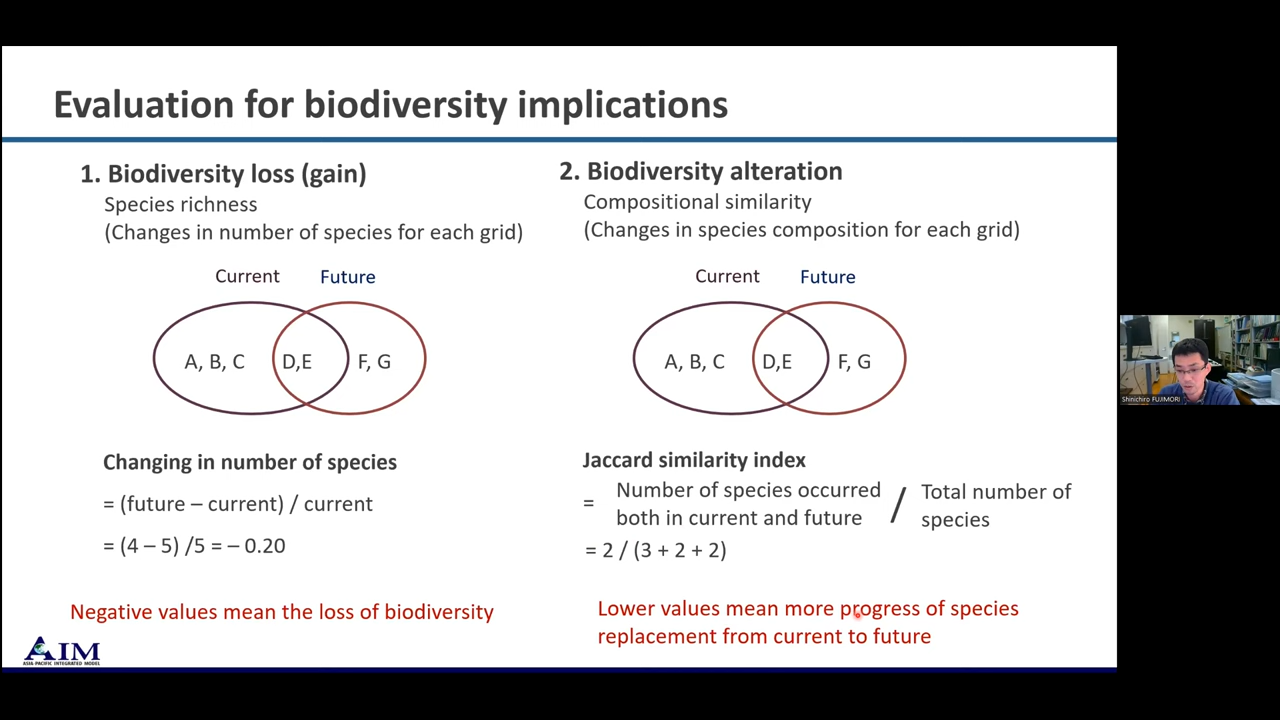 Evaluation for biodiversity implications
1. Biodiversity loss (gain)
Species richness
(Changes in number of species for each grid)
Current Future
A, B, C D,E F, G
Changing in number of species
= (future – current) / current
= (4 – 5) /5 = – 0.20
Negative values mean the loss of biodiversity
2. Biodiversity alteration
Compositional similarity
(Changes in species composition for each grid)
Current Future
A, B, C D,E F, G
Jaccard similarity index
= Number of species occurred both in current and future / Total number of species
= 2 / (3 + 2 + 2)
Lower values mean more progress of species
replacement from current to future
AIM
ASIA-PACIFIC INTEGRATED MODEL
Shinichiro FUJIMORI